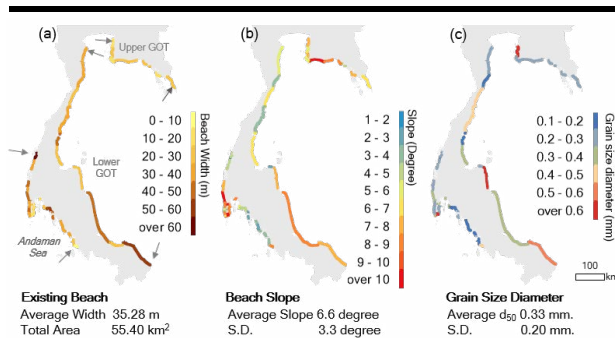 (a)
Upper GOT
Lower GOT
Andaman
Sea
0 - 10
10 - 20
20 - 30
30 - 40
40 - 50
50 - 60
over 60
Beach Width (m)
Existing Beach
Average Width 35.28 m
Total Area 55.40 km²
(b)
1 - 2
2 - 3
3 - 4
4 - 5
5 - 6
6 - 7
7 - 8
8 - 9
9 - 10
over 10
Slope (Degree)
Beach Slope
Average Slope 6.6 degree
S.D. 3.3 degree
(c)
0.1 - 0.2
0.2 - 0.3
0.3 - 0.4
0.4 - 0.5
0.5 - 0.6
over 0.6
Grain size
diameter (mm)
100
km
Grain Size Diameter
Average d₅₀ 0.33 mm.
S.D. 0.20 mm.